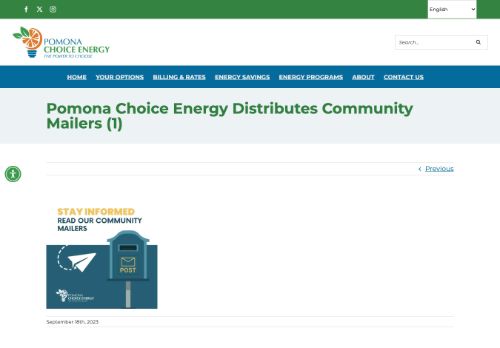 English
POMONA
CHOICE ENERGY
THE POWER TO CHOOSE
Search...
HOME YOUR OPTIONS BILLING & RATES ENERGY SAVINGS ENERGY PROGRAMS ABOUT CONTACT US
Pomona Choice Energy Distributes Community
Mailers (1)
Previous
STAY INFORMED
READ OUR COMMUNITY
MAILERS
POST
POMONA
CHOICE ENERGY
September 18th, 2023